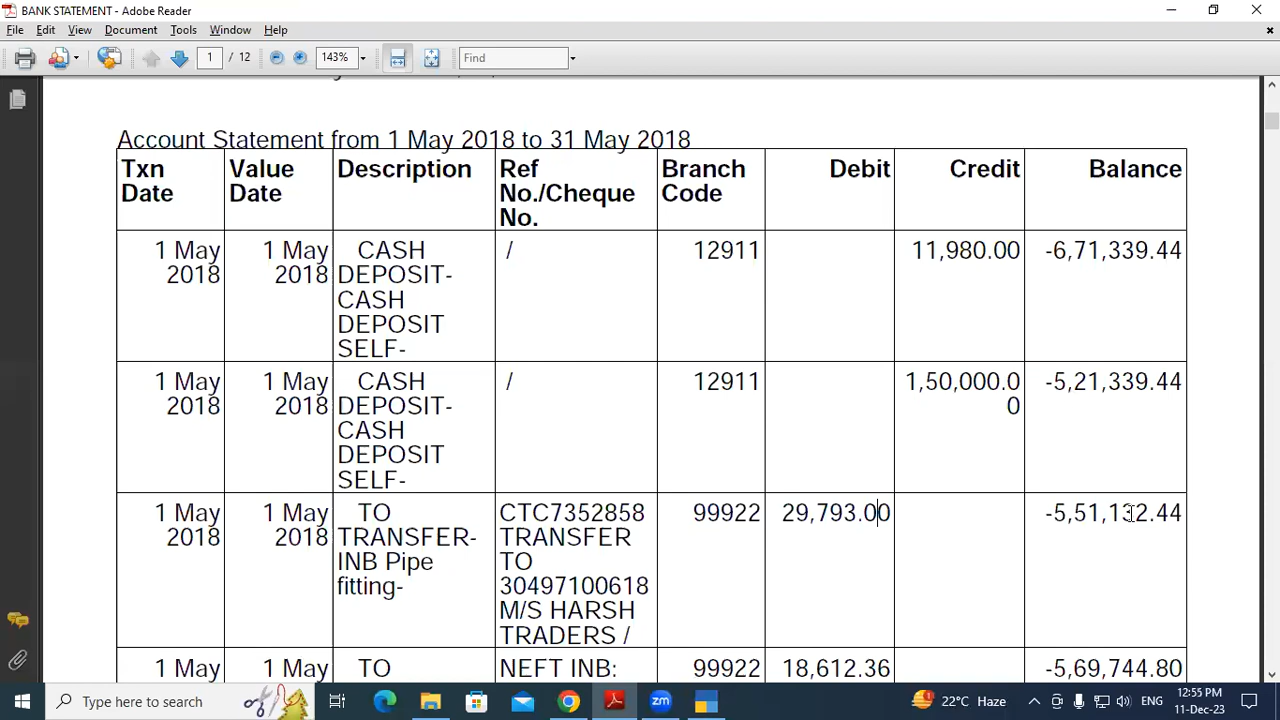 BANK STATEMENT - Adobe Reader
File Edit View Document Tools Window Help
1 / 12 143% Find
Account Statement from 1 May 2018 to 31 May 2018
Txn Date Value Date Description Ref No./Cheque No. Branch Code Debit Credit Balance
1 May 2018 1 May 2018 CASH DEPOSIT-CASH DEPOSIT SELF- / 12911 11,980.00 -6,71,339.44
1 May 2018 1 May 2018 CASH DEPOSIT-CASH DEPOSIT SELF- / 12911 1,50,000.00 -5,21,339.44
1 May 2018 1 May 2018 TO TRANSFER-INB Pipe fitting- CTC7352858 TRANSFER TO 30497100618 M/S HARSH TRADERS / 99922 29,793.00 -5,51,132.44
1 May 1 May TO NEFT INB: 99922 18,612.36 -5,69,744.80
Type here to search
zm
22°C Haze
ENG
12:55 PM
11-Dec-23